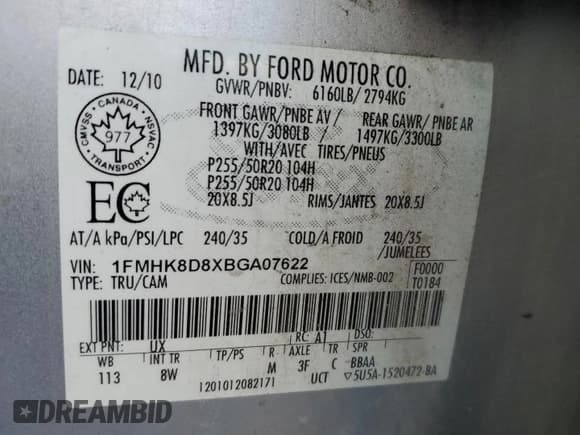 MFD. BY FORD MOTOR CO.
DATE: 12/10 GVWR/PNBV: 6160LB/ 2794KG
FRONT GAWR/PNBE AV / REAR GAWR/ PNBE AR
1397KG/3080LB 1497KG/3300LB
WITH/AVEC TIRES/PNEUS
P255/50R20 104H
P255/50R20 104H
20X8.5J RIMS/JANTES 20X8.5J
CANADA
CMVSS NSVAC
977
TRANSPORT
EC
AT/A kPa/PSI/LPC 240/35 COLD/A FROID 240/35
/JUMELEES
VIN: 1FMHK8D8XBGA07622 F0000
TYPE: TRU/CAM COMPLIES: ICES/NMB-002 T0184
EXT PNT: UX RC: A1 DSO:
WB INT TR TP/PS R AXLE TR SPR
113 8W M 3F C BBAA
1201012082171 UCT ▽5U5A-1520472-BA
DREAMBID